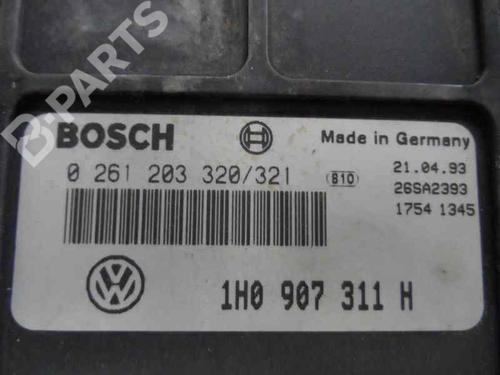 B-PARTS
BOSCH
Made in Germany
0 261 203 320/321
810
21.04.93
26SA2393
1754 1345
1H0 907 311 H